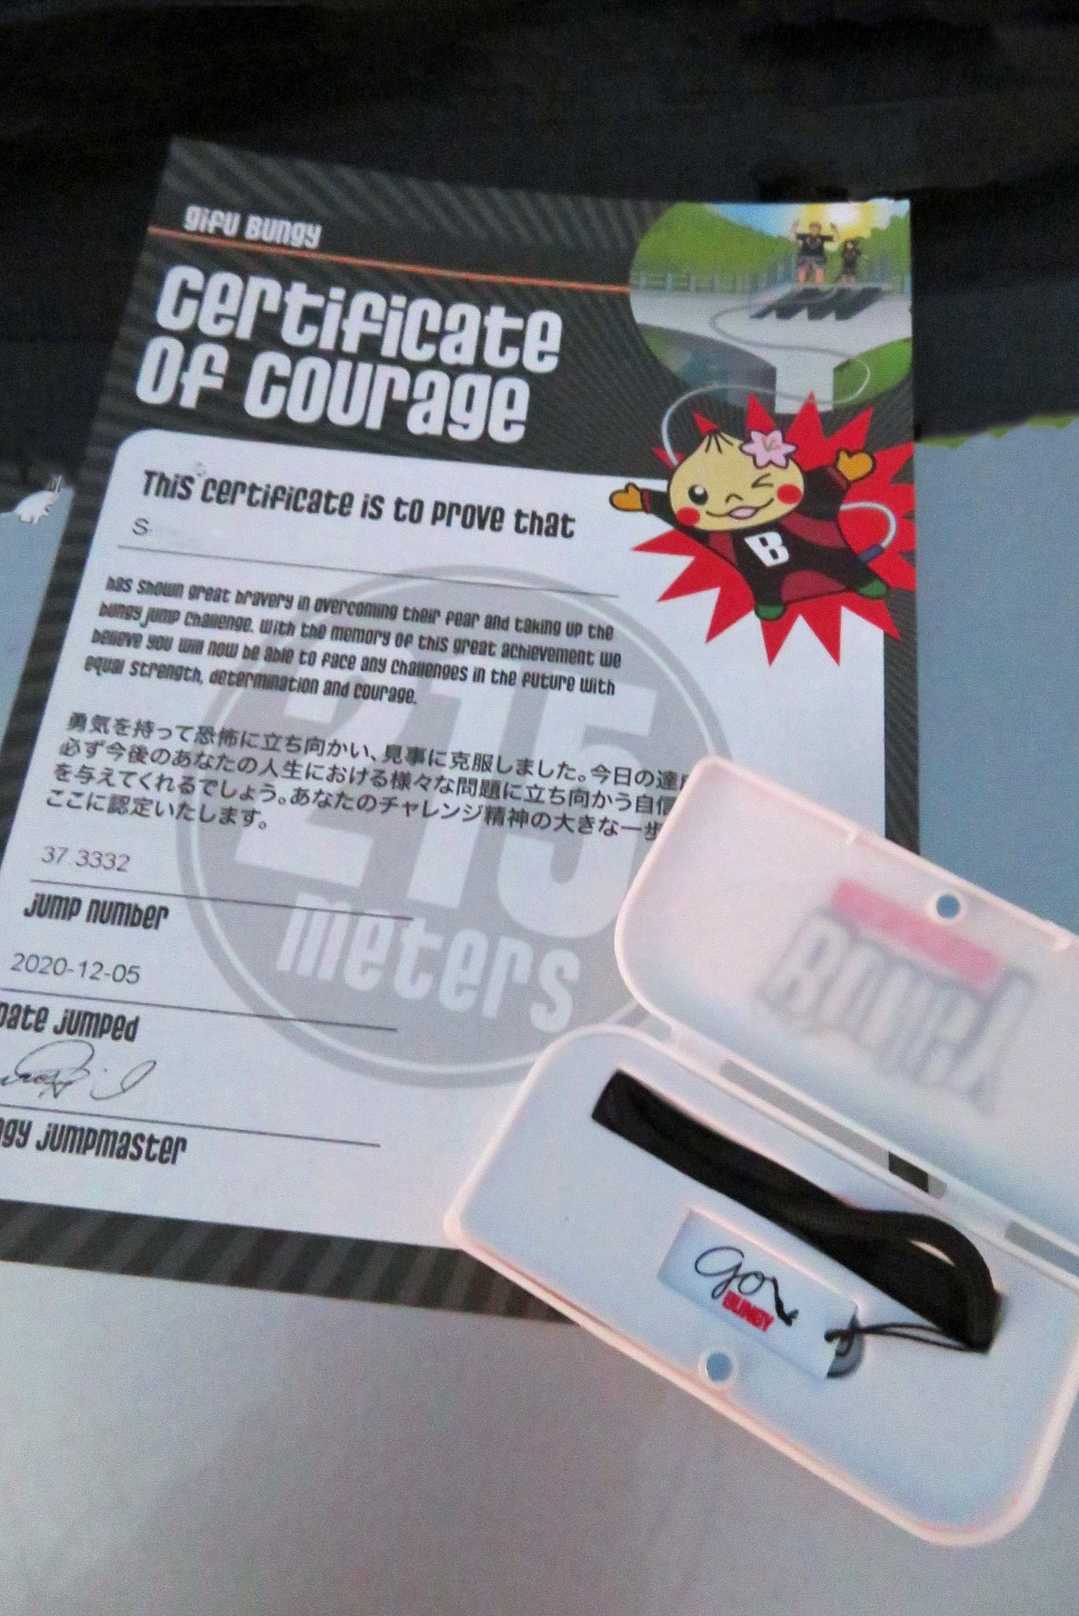 gifu Bungy
Certificate
Of Courage
This certificate is to prove that
S
has shown great bravery in overcoming their fear and taking up the
bungy jump challenge. With the memory of this great achievement we
believe you will now be able to face any challenges in the future with
equal strength, determination and courage.
勇気を持って恐怖に立ち向かい、見事に克服しました。今日の達
必ず今後のあなたの人生における様々な問題に立ち向かう自信
を与えてくれるでしょう。あなたのチャレンジ精神の大きな一歩
ここに認定いたします。
215
meters
37.3332
Jump number
2020-12-05
Date Jumped
gy Jumpmaster
B
Bungy
go
BUNGY